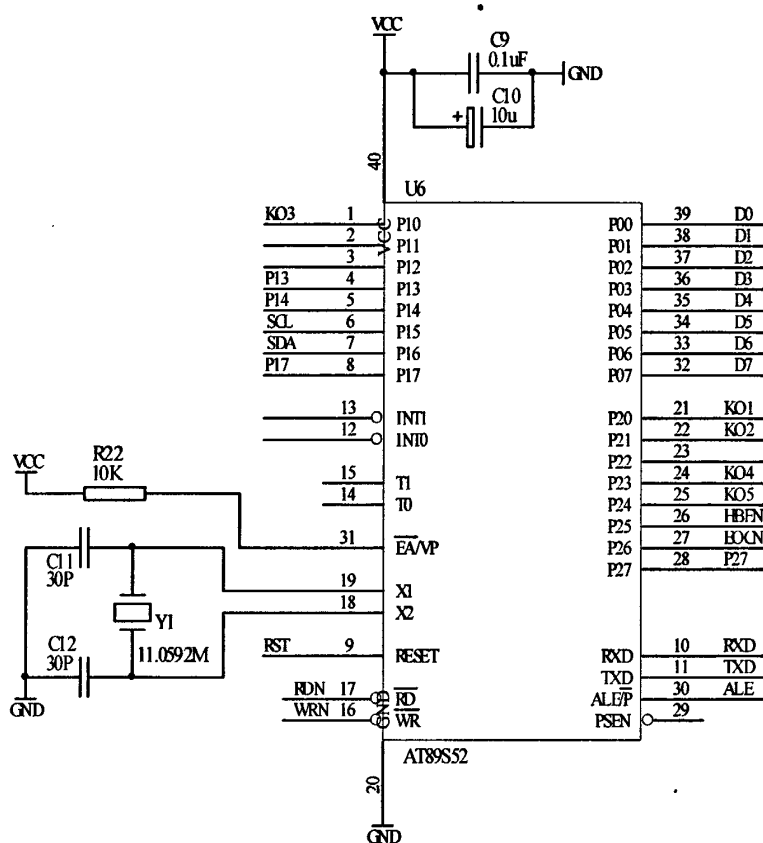 VCC
C9
0.1uF
GND
C10
+ 10u
40
U6
KO3 1 P10
VCC
2 P11
3 P12
P13 4 P13
P14 5 P14
SCL 6 P15
SDA 7 P16
P17 8 P17
13 INT1
12 INT0
15 T1
14 T0
31 EA/VP
19 X1
18 X2
RST 9 RESET
RDN 17 RD
WRN 16 WR
GND
P00 39 D0
P01 38 D1
P02 37 D2
P03 36 D3
P04 35 D4
P05 34 D5
P06 33 D6
P07 32 D7
P20 21 KO1
P21 22 KO2
P22 23
P23 24 KO4
P24 25 KO5
P25 26 HBEN
P26 27 EOCN
P27 28 P27
RXD 10 RXD
TXD 11 TXD
ALE/P 30 ALE
PSEN 29
VCC
R22
10K
C11
30P
Y1
11.0592M
C12
30P
GND
AT89S52
20
GND